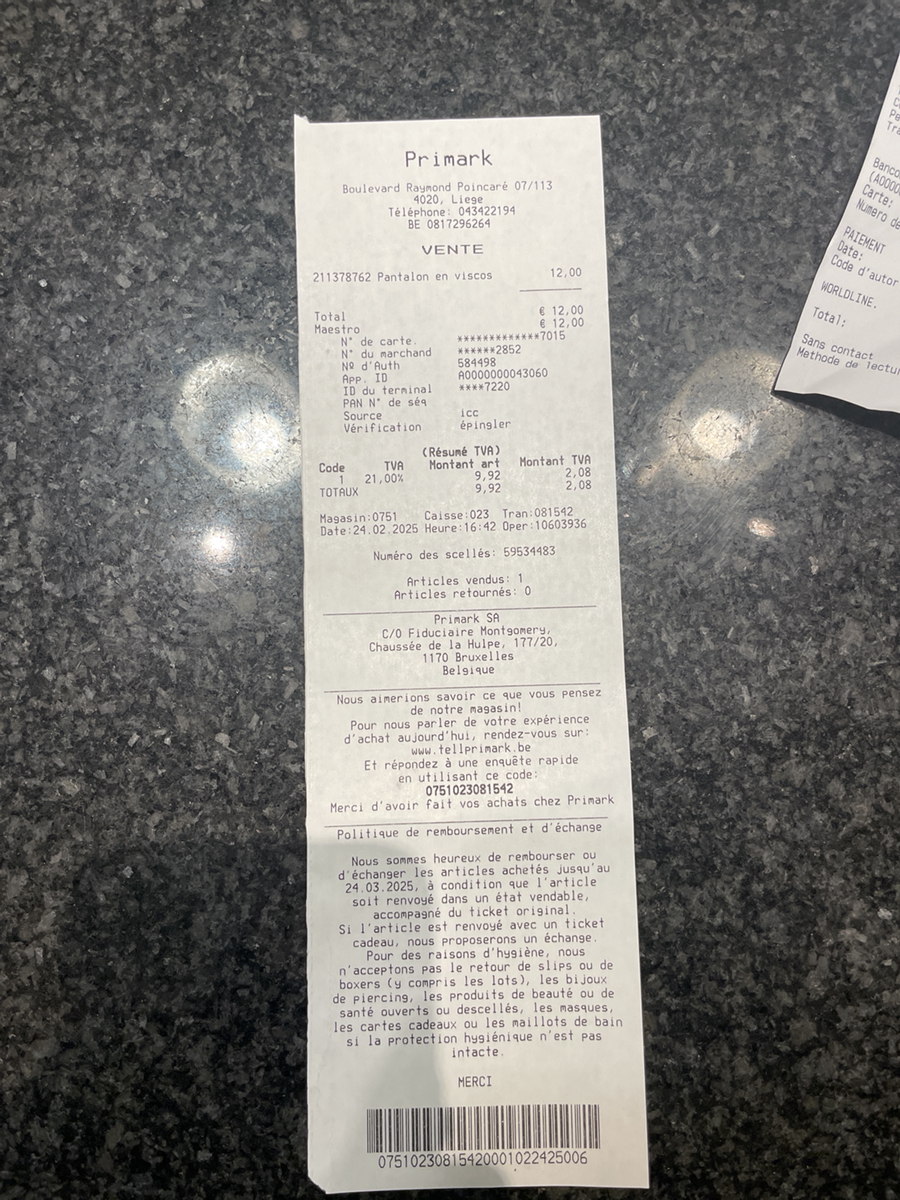 Primark
Boulevard Raymond Poincaré 07/113
4020, Liege
Téléphone: 043422194
BE 0817296264
VENTE
211378762 Pantalon en viscos 12,00
Total € 12,00
Maestro € 12,00
N° de carte. *************7015
N° du marchand ******2852
Nº d'Auth 584498
App. ID A0000000043060
ID du terminal ****7220
PAN N° de séq
Source icc
Vérification épingler
(Résumé TVA)
Code TVA Montant art Montant TVA
1 21,00% 9,92 2,08
TOTAUX 9,92 2,08
Magasin:0751 Caisse:023 Tran:081542
Date:24.02.2025 Heure:16:42 Oper:10603936
Numéro des scellés: 59534483
Articles vendus: 1
Articles retournés: 0
Primark SA
C/O Fiduciaire Montgomery,
Chaussée de la Hulpe, 177/20,
1170 Bruxelles
Belgique
Nous aimerions savoir ce que vous pensez
de notre magasin!
Pour nous parler de votre expérience
d'achat aujourd'hui, rendez-vous sur:
www.tellprimark.be
Et répondez à une enquête rapide
en utilisant ce code:
0751023081542
Merci d'avoir fait vos achats chez Primark
Politique de remboursement et d'échange
Nous sommes heureux de rembourser ou
d'échanger les articles achetés jusqu'au
24.03.2025, à condition que l'article
soit renvoyé dans un état vendable,
accompagné du ticket original.
Si l'article est renvoyé avec un ticket
cadeau, nous proposerons un échange.
Pour des raisons d'hygiène, nous
n'acceptons pas le retour de slips ou de
boxers (y compris les lots), les bijoux
de piercing, les produits de beauté ou de
santé ouverts ou descellés, les masques,
les cartes cadeaux ou les maillots de bain
si la protection hygiénique n'est pas
intacte.
MERCI
07510230815420001022425006
Banco
(A0000
Carte:
Numero de
PAIEMENT
Date:
Code d'autor
WORLDLINE.
Total:
Sans contact
Methode de lectur